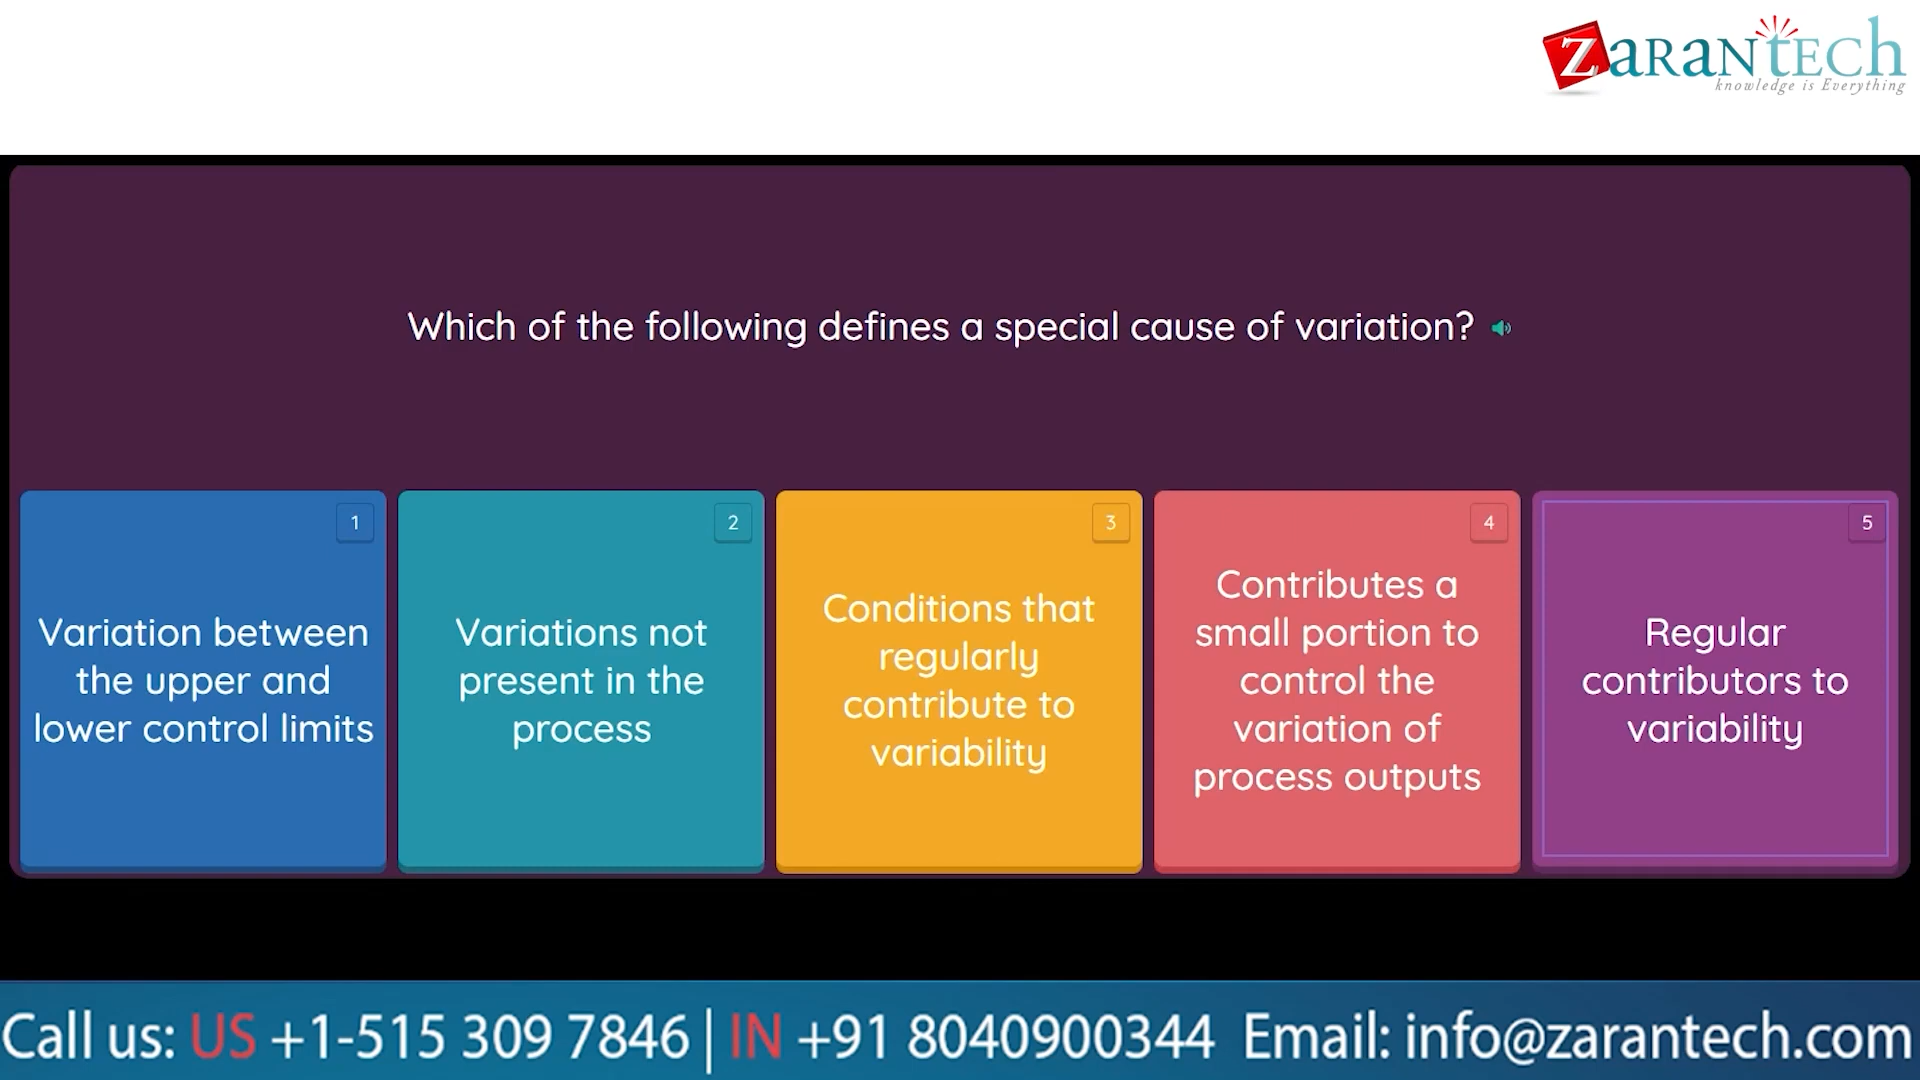 ZaranTech
knowledge is Everything
Which of the following defines a special cause of variation?
1
Variation between
the upper and
lower control limits
2
Variations not
present in the
process
3
Conditions that
regularly
contribute to
variability
4
Contributes a
small portion to
control the
variation of
process outputs
5
Regular
contributors to
variability
Call us: US +1-515 309 7846 | IN +91 8040900344 Email: info@zarantech.com